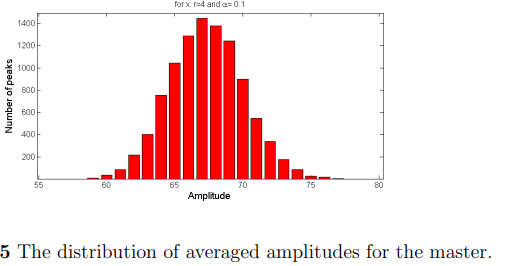 for x: r=4 and α= 0.1
1400
1200
1000
800
600
400
200
Number of peaks
55 60 65 70 75 80
Amplitude
5 The distribution of averaged amplitudes for the master.